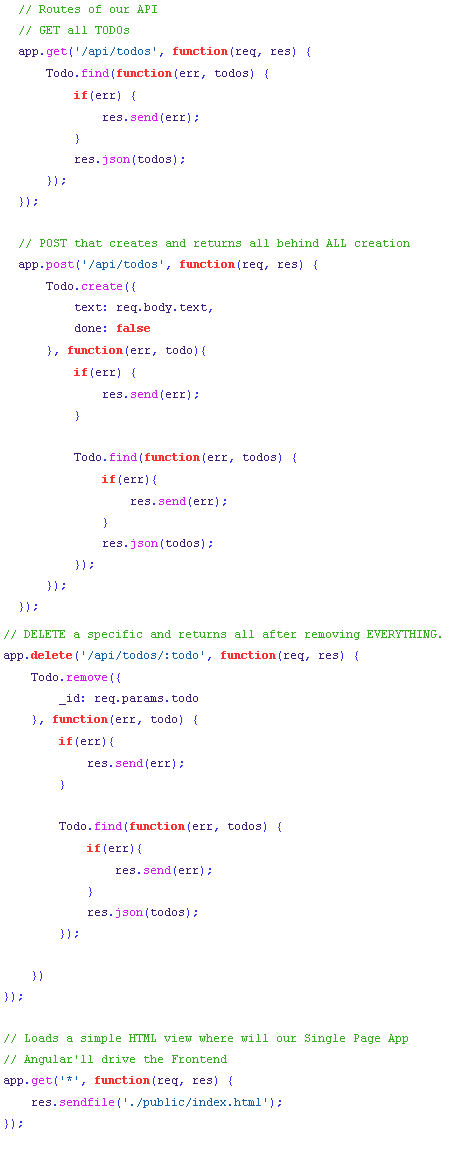 // Routes of our API
// GET all TODOs
app.get('/api/todos', function(req, res) {
    Todo.find(function(err, todos) {
        if(err) {
            res.send(err);
        }
        res.json(todos);
    });
});

// POST that creates and returns all behind ALL creation
app.post('/api/todos', function(req, res) {
    Todo.create({
        text: req.body.text,
        done: false
    }, function(err, todo){
        if(err) {
            res.send(err);
        }

        Todo.find(function(err, todos) {
            if(err){
                res.send(err);
            }
            res.json(todos);
        });
    });
});
// DELETE a specific and returns all after removing EVERYTHING.
app.delete('/api/todos/:todo', function(req, res) {
    Todo.remove({
        _id: req.params.todo
    }, function(err, todo) {
        if(err){
            res.send(err);
        }

        Todo.find(function(err, todos) {
            if(err){
                res.send(err);
            }
            res.json(todos);
        });

    })
});

// Loads a simple HTML view where will our Single Page App
// Angular'll drive the Frontend
app.get('*', function(req, res) {
    res.sendfile('./public/index.html');
});